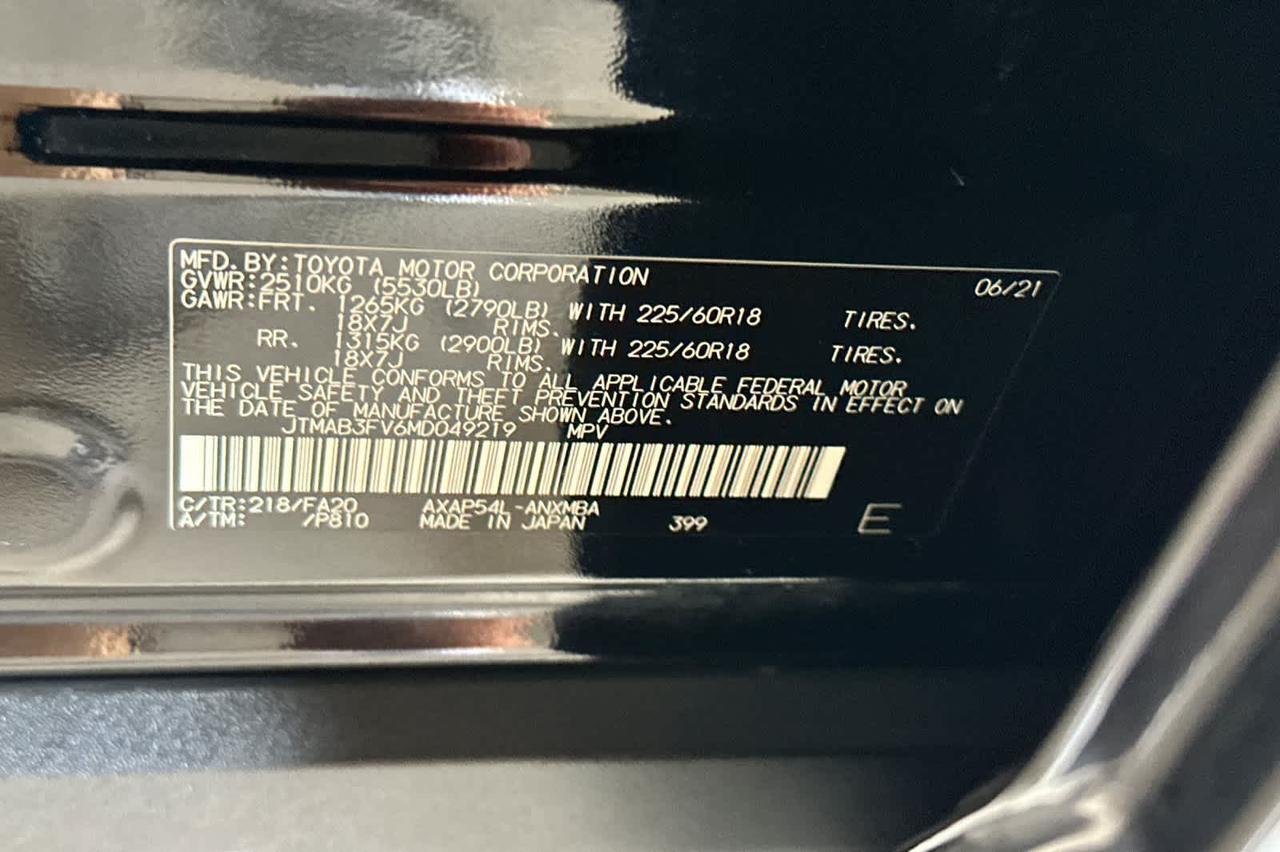 MFD. BY: TOYOTA MOTOR CORPORATION 06/21
GVWR: 2510KG (5530LB)
GAWR: FRT. 1265KG (2790LB) WITH 225/60R18 TIRES.
18X7J RIMS.
RR. 1315KG (2900LB) WITH 225/60R18 TIRES.
18X7J RIMS.
THIS VEHICLE CONFORMS TO ALL APPLICABLE FEDERAL MOTOR
VEHICLE SAFETY AND THEFT PREVENTION STANDARDS IN EFFECT ON
THE DATE OF MANUFACTURE SHOWN ABOVE.
JTMAB3FV6MD049219 MPV
C/TR: 218/FA20 AXAP54L-ANXMBA
A/TM: /P810 MADE IN JAPAN 399 E